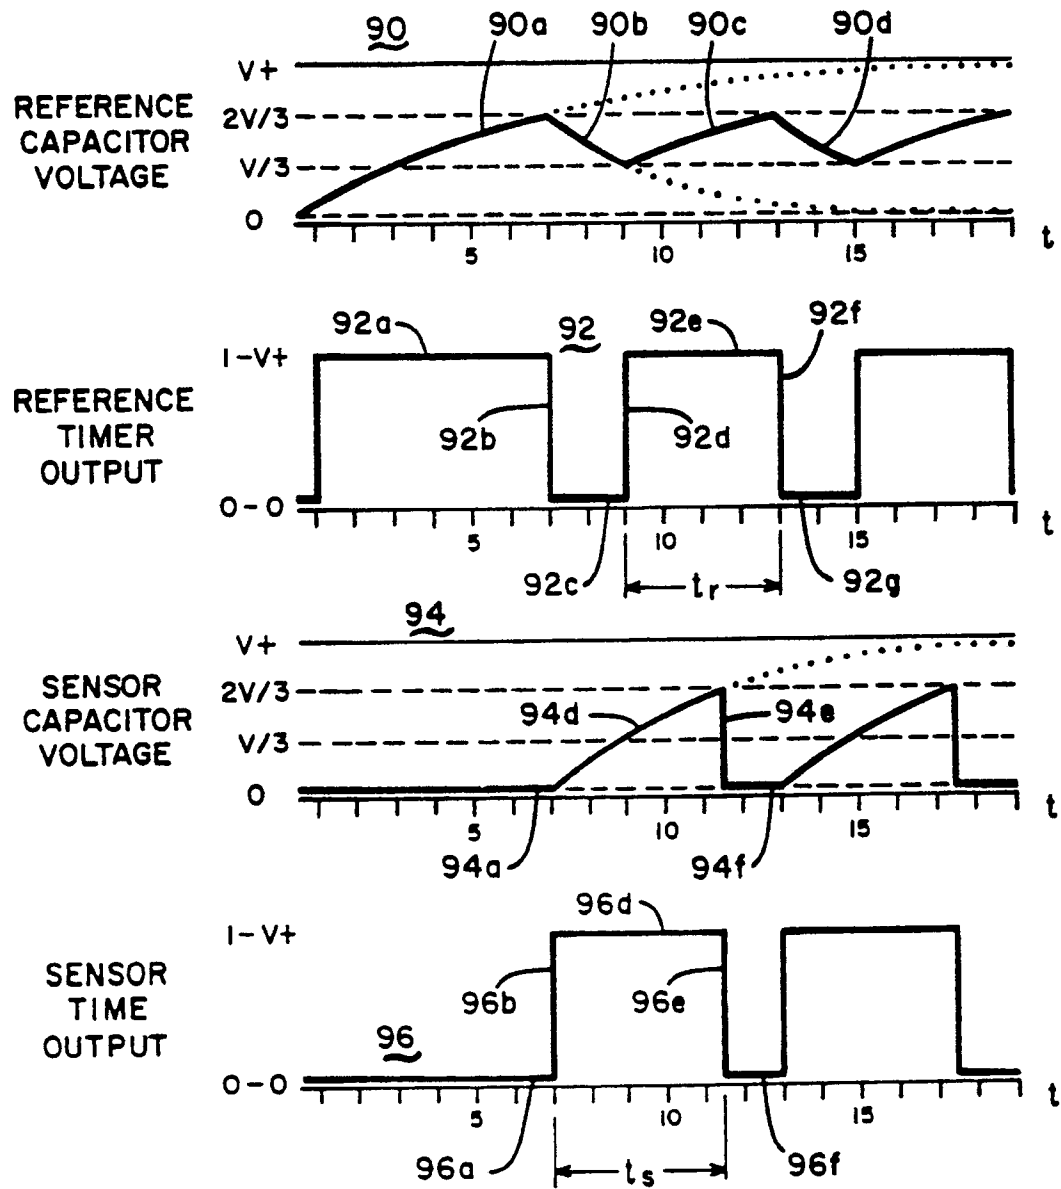 90 90a 90b 90c 90d
V+
REFERENCE
CAPACITOR
VOLTAGE
2V/3
V/3
0
5 10 15 t
92a 92 92e 92f
1-V+
REFERENCE
TIMER
OUTPUT
92b 92d
0-0
5 10 15 t
92c tr 92g
94
V+
SENSOR
CAPACITOR
VOLTAGE
2V/3
94d 94e
V/3
0
5 10 15 t
94a 94f
96d
1-V+
SENSOR
TIME
OUTPUT
96b 96e
96
0-0
5 10 15 t
96a ts 96f